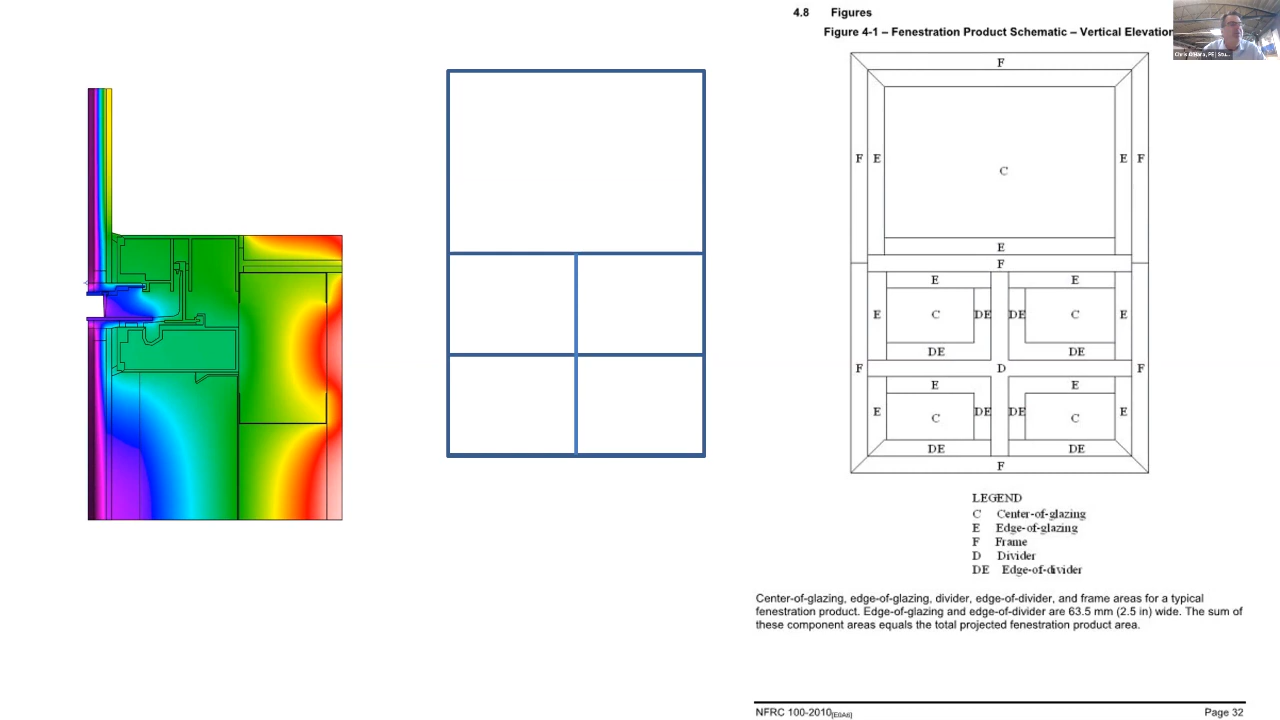 4.8 Figures
Figure 4-1 – Fenestration Product Schematic – Vertical Elevation
F
F E E F
C
E
F
E E
E C DE DE C E
DE DE
F D F
E E
E C DE DE C E
DE DE
F
LEGEND
C Center-of-glazing
E Edge-of-glazing
F Frame
D Divider
DE Edge-of-divider
Center-of-glazing, edge-of-glazing, divider, edge-of-divider, and frame areas for a typical
fenestration product. Edge-of-glazing and edge-of-divider are 63.5 mm (2.5 in) wide. The sum of
these component areas equals the total projected fenestration product area.
NFRC 100-2010[E0A6] Page 32